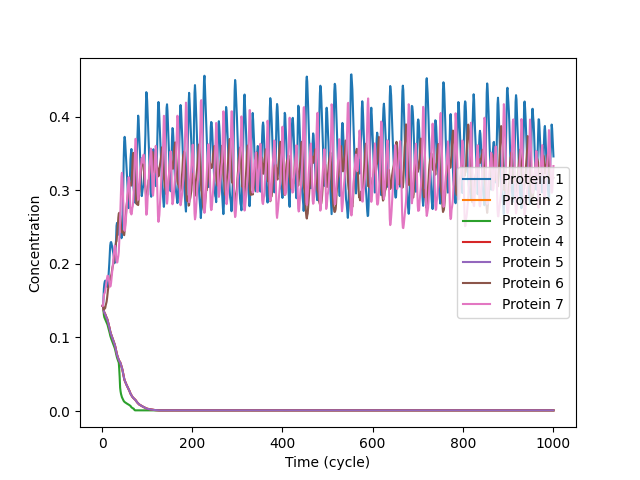 0.4
0.3
0.2
0.1
0.0
Concentration
0
200
400
600
800
1000
Time (cycle)
Protein 1
Protein 2
Protein 3
Protein 4
Protein 5
Protein 6
Protein 7